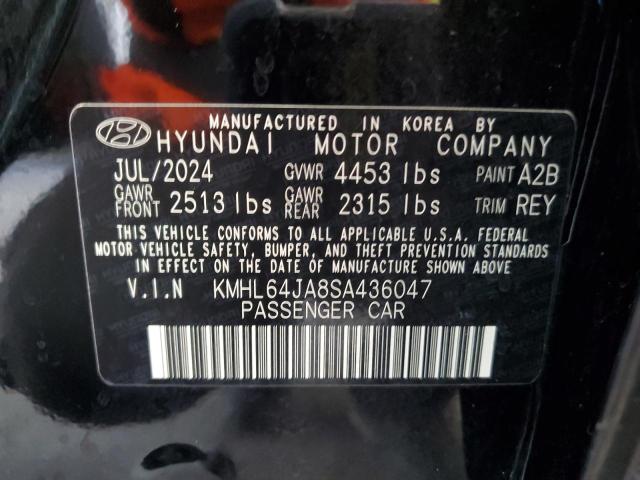 MANUFACTURED IN KOREA BY
HYUNDAI MOTOR COMPANY
JUL/2024 GVWR 4453 lbs PAINT A2B
GAWR FRONT 2513 lbs GAWR REAR 2315 lbs TRIM REY
THIS VEHICLE CONFORMS TO ALL APPLICABLE U.S.A. FEDERAL
MOTOR VEHICLE SAFETY, BUMPER, AND THEFT PREVENTION STANDARDS
IN EFFECT ON THE DATE OF MANUFACTURE SHOWN ABOVE
V.I.N KMHL64JA8SA436047
PASSENGER CAR